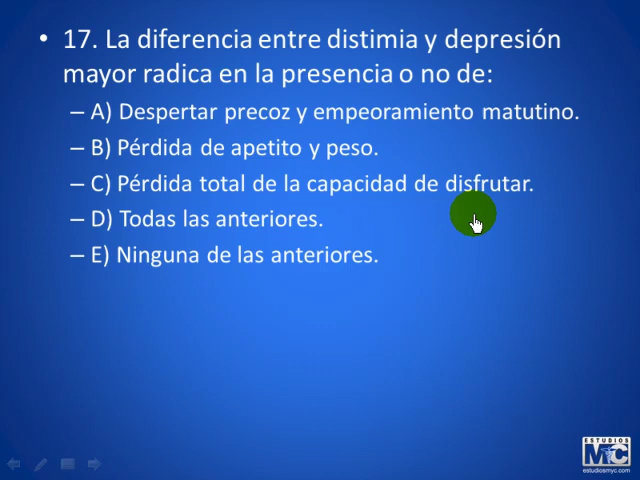 • 17. La diferencia entre distimia y depresión
mayor radica en la presencia o no de:
– A) Despertar precoz y empeoramiento matutino.
– B) Pérdida de apetito y peso.
– C) Pérdida total de la capacidad de disfrutar.
– D) Todas las anteriores.
– E) Ninguna de las anteriores.
ESTUDIOS
MyC
estudiosmyc.com